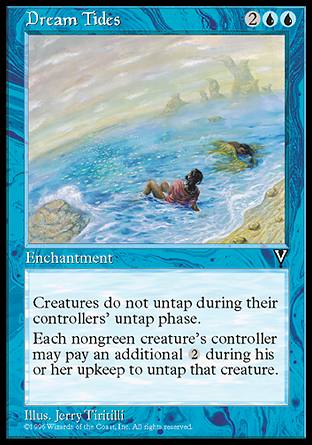 Dream Tides 2
Enchantment V
Creatures do not untap during their
controllers' untap phase.
Each nongreen creature's controller
may pay an additional 2 during his
or her upkeep to untap that creature.
Illus. Jerry Tiritilli
©1996 Wizards of the Coast, Inc. All rights reserved.